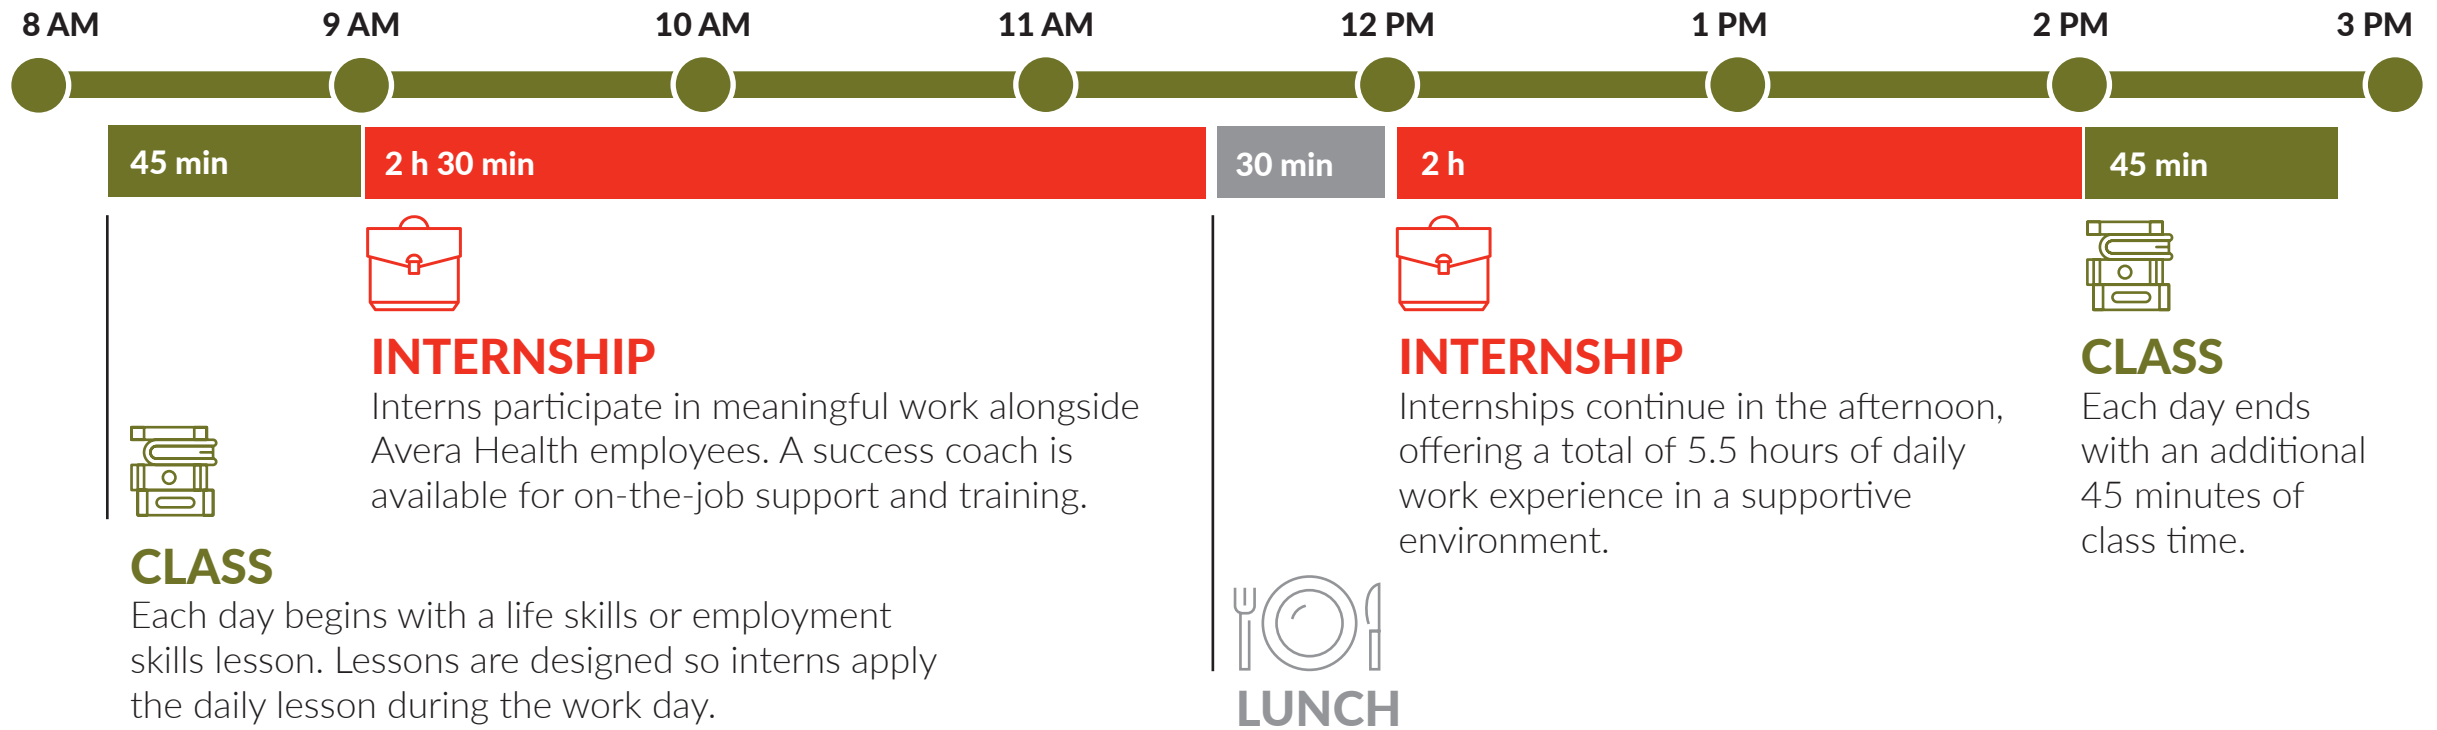 8 AM
9 AM
10 AM
11 AM
12 PM
1 PM
2 PM
3 PM
45 min
2 h 30 min
30 min
2 h
45 min
CLASS
Each day begins with a life skills or employment
skills lesson. Lessons are designed so interns apply
the daily lesson during the work day.
INTERNSHIP
Interns participate in meaningful work alongside
Avera Health employees. A success coach is
available for on-the-job support and training.
LUNCH
INTERNSHIP
Internships continue in the afternoon,
offering a total of 5.5 hours of daily
work experience in a supportive
environment.
CLASS
Each day ends
with an additional
45 minutes of
class time.